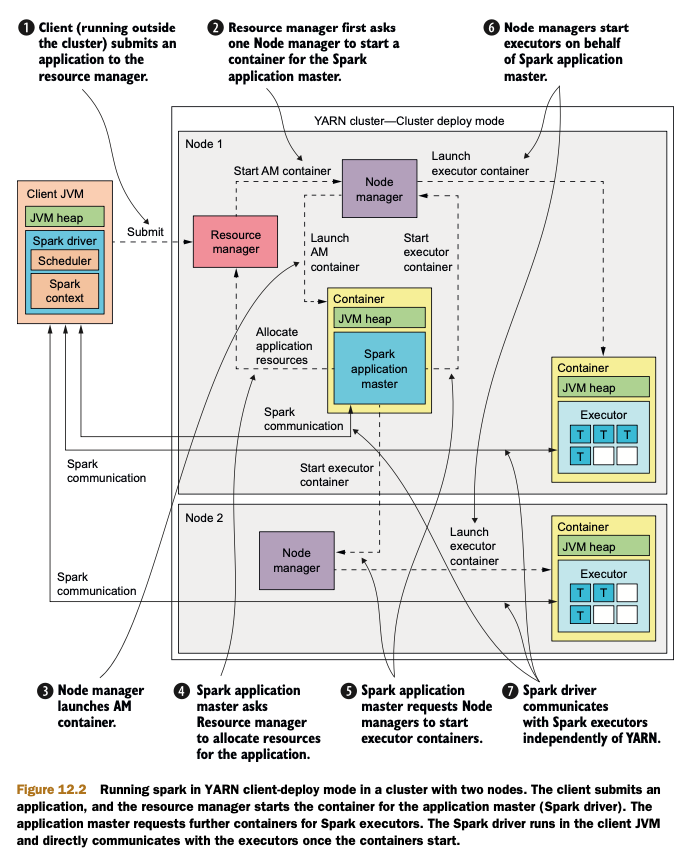 1 Client (running outside
the cluster) submits an
application to the
resource manager.
2 Resource manager first asks
one Node manager to start a
container for the Spark
application master.
6 Node managers start
executors on behalf
of Spark application
master.
YARN cluster—Cluster deploy mode
Node 1
Client JVM
JVM heap
Spark driver
Scheduler
Spark
context
Submit
Resource
manager
Start AM container
Node
manager
Launch
executor container
Launch
AM
container
Start
executor
container
Container
JVM heap
Spark
application
master
Allocate
application
resources
Spark
communication
Container
JVM heap
Executor
T T T
T
Spark
communication
Start executor
container
Node 2
Node
manager
Launch
executor
container
Container
JVM heap
Executor
T T
T
Spark
communication
3 Node manager
launches AM
container.
4 Spark application
master asks
Resource manager
to allocate resources
for the application.
5 Spark application
master requests Node
managers to start
executor containers.
7 Spark driver
communicates
with Spark executors
independently of YARN.
Figure 12.2 Running spark in YARN client-deploy mode in a cluster with two nodes. The client submits an
application, and the resource manager starts the container for the application master (Spark driver). The
application master requests further containers for Spark executors. The Spark driver runs in the client JVM
and directly communicates with the executors once the containers start.